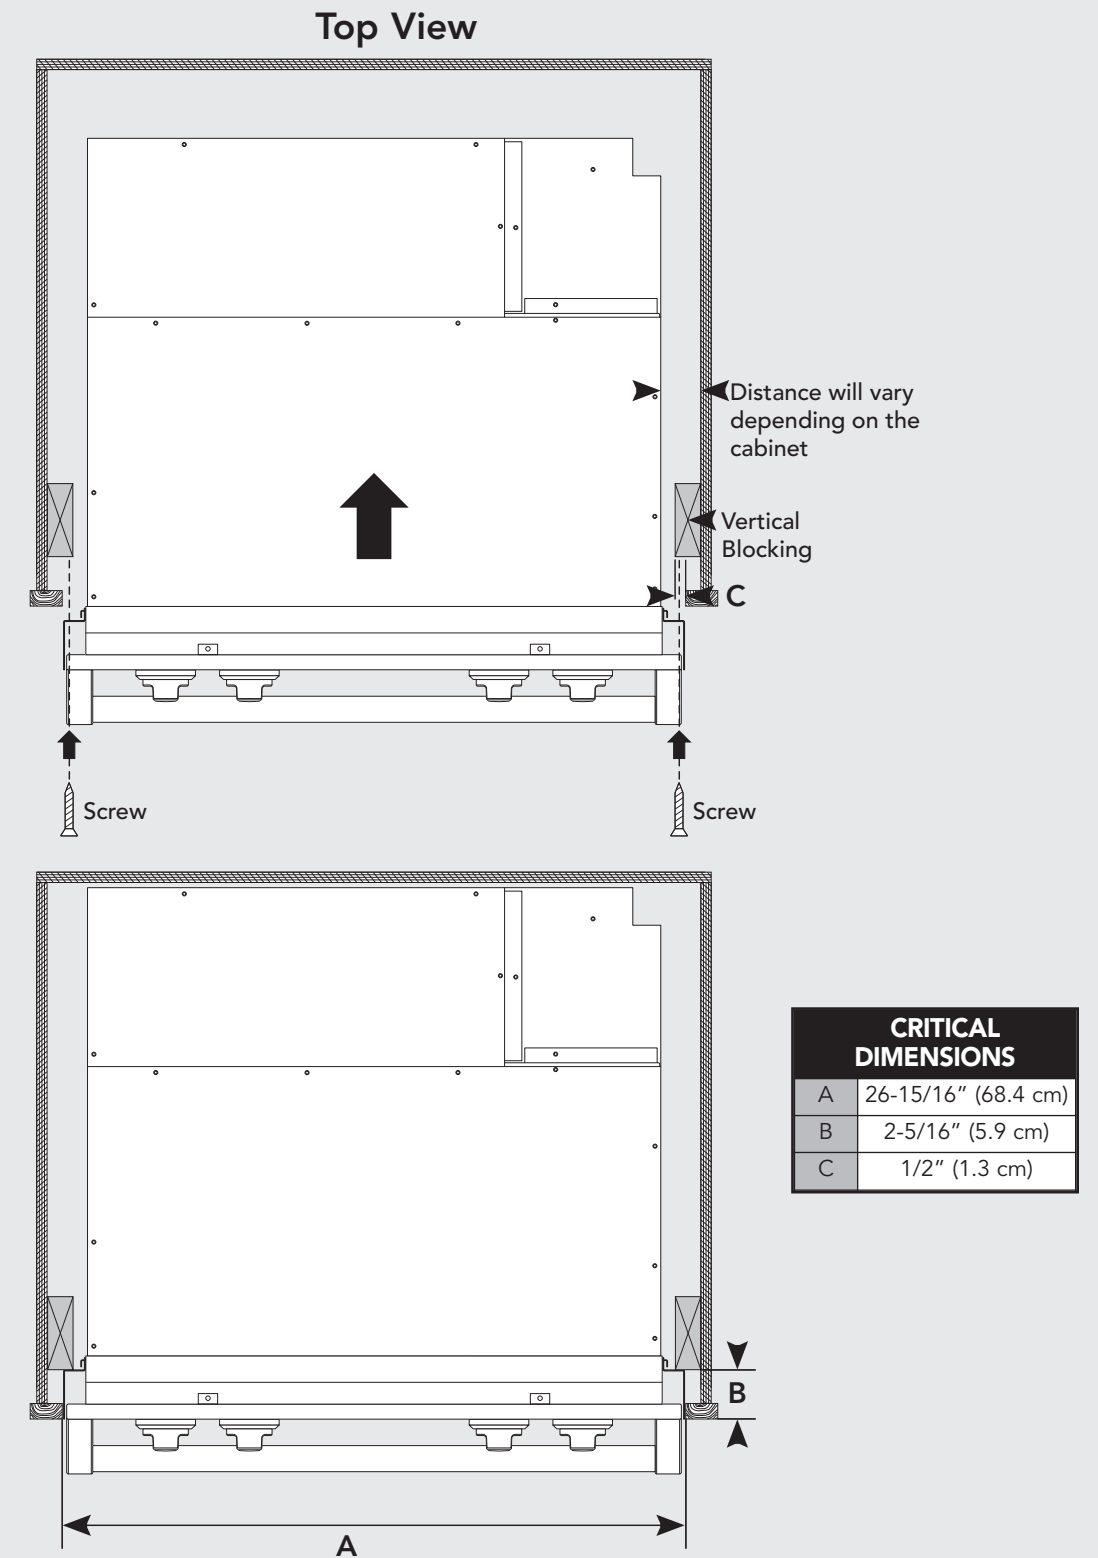 Top View
Distance will vary
depending on the
cabinet
Vertical
Blocking
C
Screw
Screw
CRITICAL
DIMENSIONS
A 26-15/16” (68.4 cm)
B 2-5/16” (5.9 cm)
C 1/2” (1.3 cm)
B
A